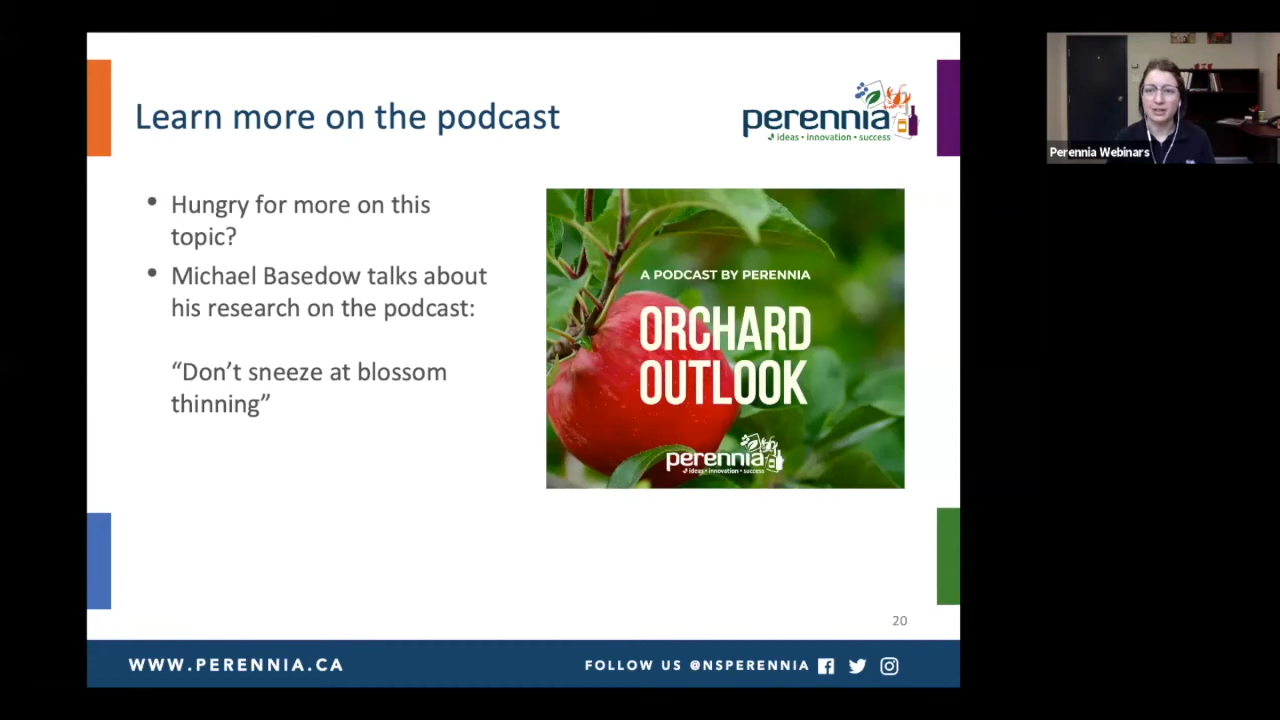 Learn more on the podcast
perennia
ideas • innovation • success
Perennia Webinars
• Hungry for more on this
topic?
• Michael Basedow talks about
his research on the podcast:
“Don’t sneeze at blossom
thinning”
A PODCAST BY PERENNIA
ORCHARD
OUTLOOK
perennia
ideas • innovation • success
20
WWW.PERENNIA.CA
FOLLOW US @NSPERENNIA